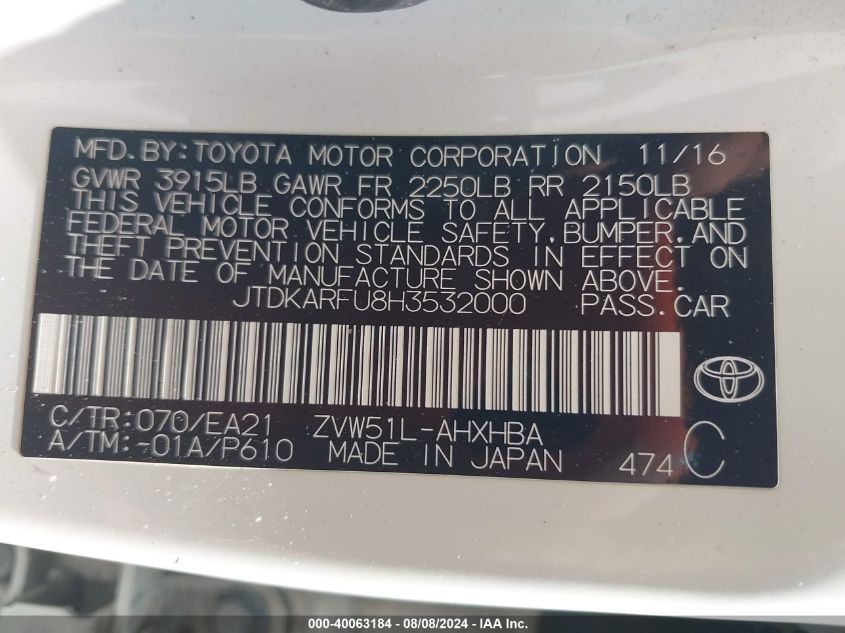 MFD.BY:TOYOTA MOTOR CORPORATION 11/16
GVWR 3915LB GAWR FR 2250LB RR 2150LB
THIS VEHICLE CONFORMS TO ALL APPLICABLE
FEDERAL MOTOR VEHICLE SAFETY,BUMPER,AND
THEFT PREVENTION STANDARDS IN EFFECT ON
THE DATE OF MANUFACTURE SHOWN ABOVE.
JTDKARFU8H3532000 PASS.CAR
C/TR:070/EA21 ZVW51L-AHXHBA
A/TM:-01A/P610 MADE IN JAPAN 474 C
000-40063184 - 08/08/2024 - IAA Inc.